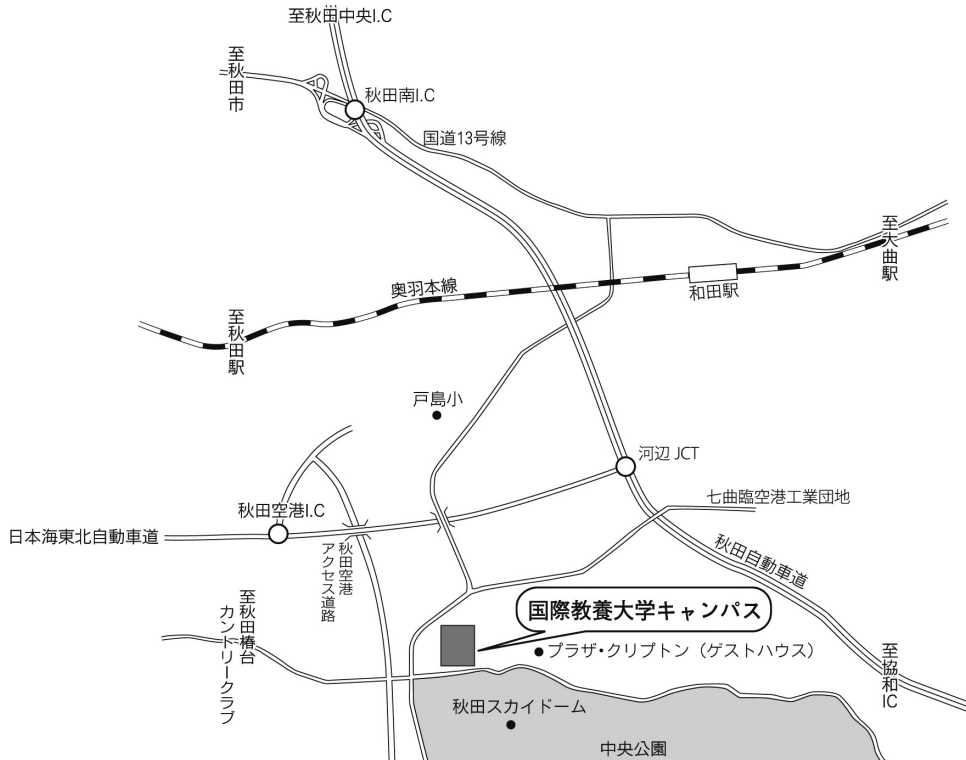 至秋田中央I.C
至秋田市
秋田南I.C
国道13号線
至大曲駅
奥羽本線
和田駅
至秋田駅
戸島小
河辺 JCT
七曲臨空港工業団地
秋田空港I.C
日本海東北自動車道
秋田空港
アクセス道路
秋田自動車道
至秋田椿台
カントリークラブ
国際教養大学キャンパス
プラザ・クリプトン（ゲストハウス）
至協和IC
秋田スカイドーム
中央公園